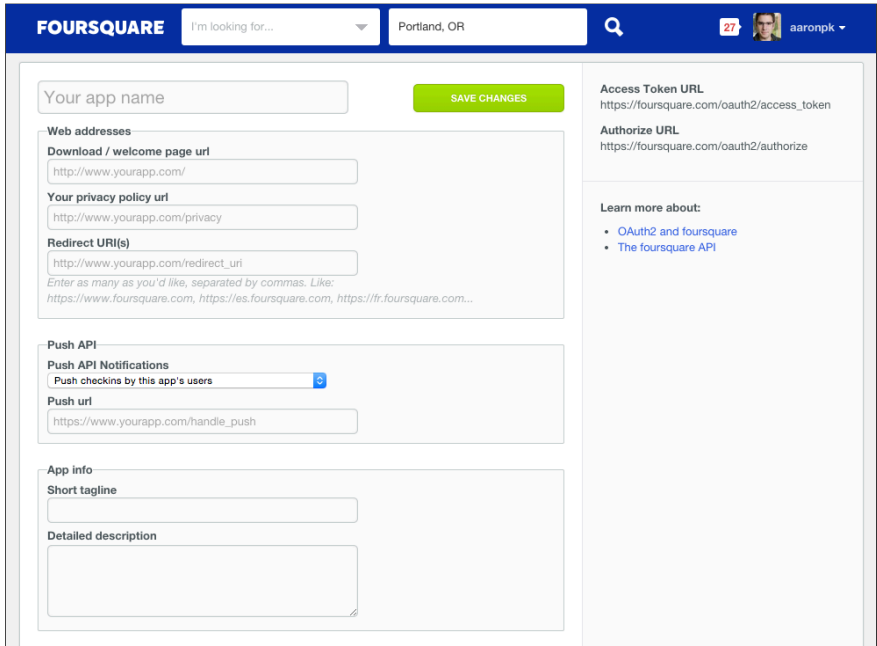 FOURSQUARE
I'm looking for...
Portland, OR
27
aaronpk
Your app name
SAVE CHANGES
Web addresses
Download / welcome page url
http://www.yourapp.com/
Your privacy policy url
http://www.yourapp.com/privacy
Redirect URI(s)
http://www.yourapp.com/redirect_uri
Enter as many as you'd like, separated by commas. Like:
https://www.foursquare.com, https://es.foursquare.com, https://fr.foursquare.com...
Push API
Push API Notifications
Push checkins by this app's users
Push url
https://www.yourapp.com/handle_push
App info
Short tagline
Detailed description
Access Token URL
https://foursquare.com/oauth2/access_token
Authorize URL
https://foursquare.com/oauth2/authorize
Learn more about:
• OAuth2 and foursquare
• The foursquare API